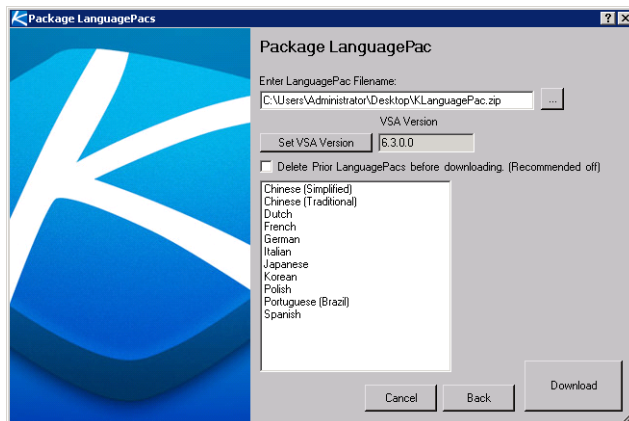 Package LanguagePacs
Package LanguagePac
Enter LanguagePac Filename:
C:\Users\Administrator\Desktop\KLanguagePac.zip
...
VSA Version
Set VSA Version
6.3.0.0
Delete Prior LanguagePacs before downloading. (Recommended off)
Chinese (Simplified)
Chinese (Traditional)
Dutch
French
German
Italian
Japanese
Korean
Polish
Portuguese (Brazil)
Spanish
Cancel
Back
Download